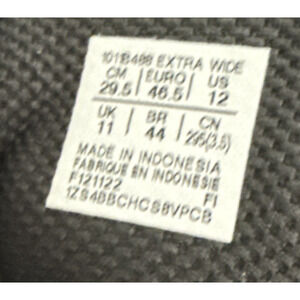 1011B488 EXTRA WIDE
CM EURO US
29.5 46.5 12
UK BR CN
11 44 295(3.5)
MADE IN INDONESIA
FABRIQUE EN INDONESIE
F121122 FI